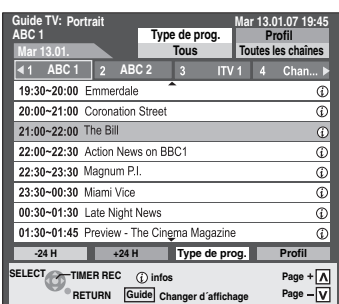 Guide TV: Portrait Mar 13.01.07 19:45
ABC 1 Type de prog. Profil
Mar 13.01. Tous Toutes les chaînes
1 ABC 1 2 ABC 2 3 ITV 1 4 Chan...
19:30~20:00 Emmerdale
20:00~21:00 Coronation Street
21:00~22:00 The Bill
22:00~22:30 Action News on BBC1
22:30~23:30 Magnum P.I.
23:30~00:30 Miami Vice
00:30~01:30 Late Night News
01:30~01:45 Preview - The Cinema Magazine
-24 H +24 H Type de prog. Profil
SELECT TIMER REC i infos Page +
RETURN Guide Changer d´affichage Page –